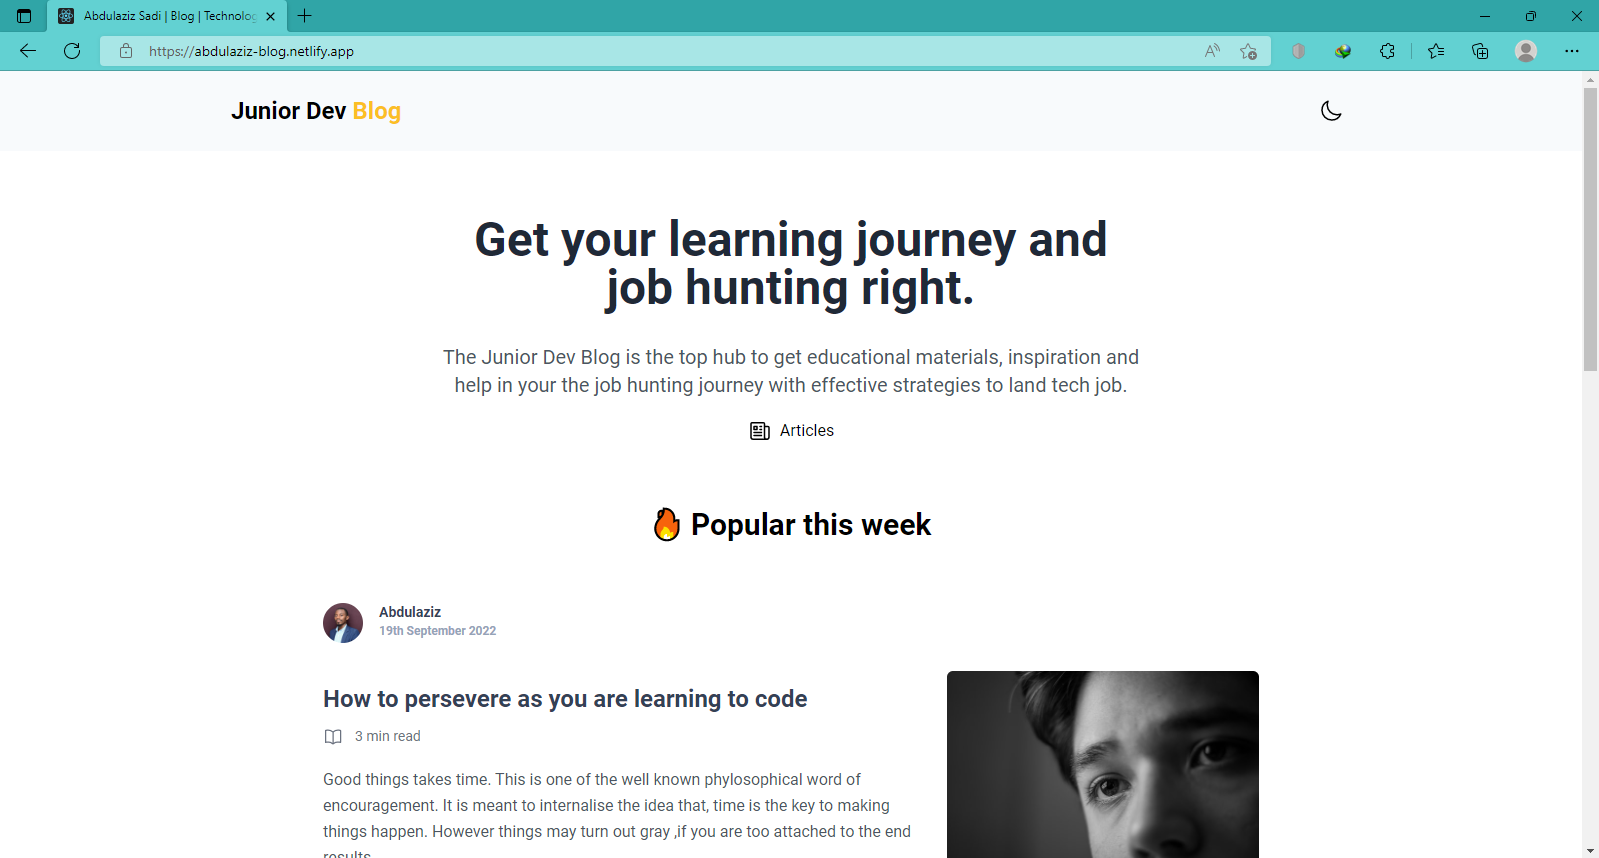 Abdulaziz Sadi | Blog | Technolog
https://abdulaziz-blog.netlify.app
Junior Dev Blog
Get your learning journey and
job hunting right.
The Junior Dev Blog is the top hub to get educational materials, inspiration and
help in your the job hunting journey with effective strategies to land tech job.
Articles
Popular this week
Abdulaziz
19th September 2022
How to persevere as you are learning to code
3 min read
Good things takes time. This is one of the well known phylosophical word of
encouragement. It is meant to internalise the idea that, time is the key to making
things happen. However things may turn out gray ,if you are too attached to the end
results